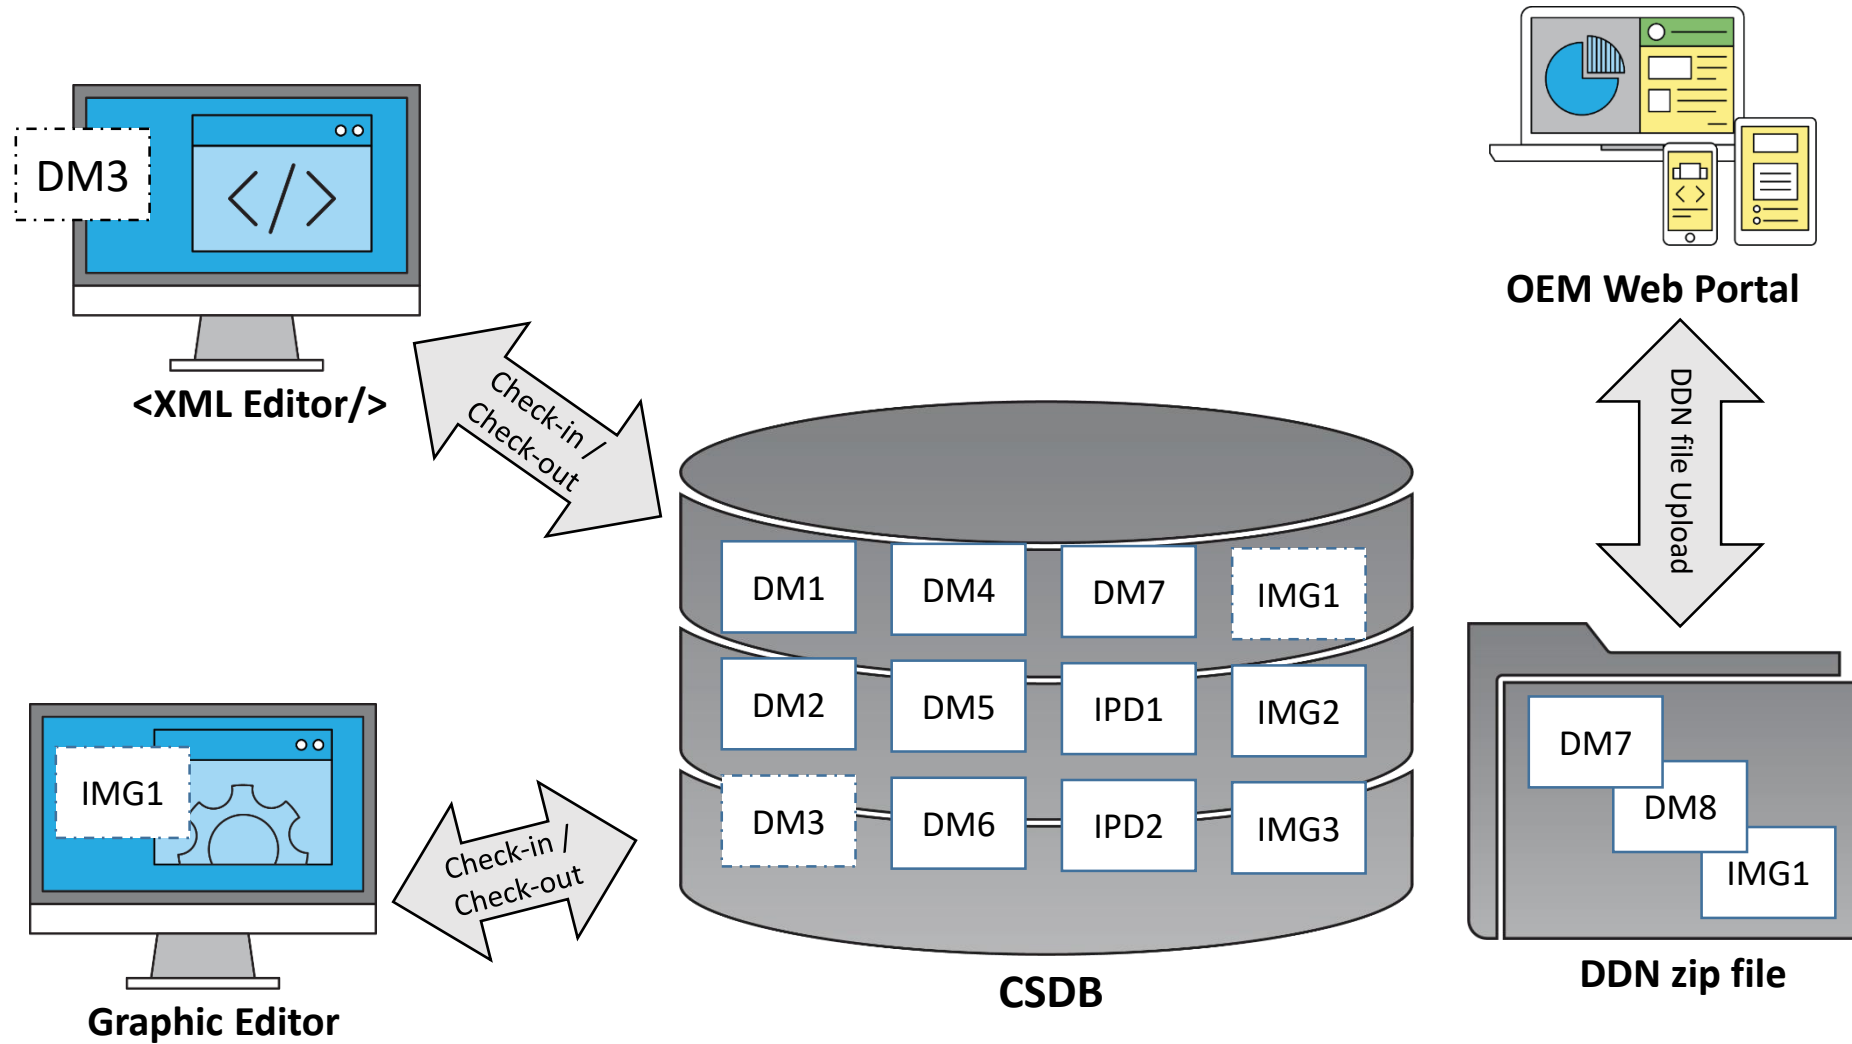 DM3
<XML Editor/>
Check-in /
Check-out
OEM Web Portal
DDN file Upload
DM1
DM4
DM7
IMG1
DM2
DM5
IPD1
IMG2
DM3
DM6
IPD2
IMG3
CSDB
IMG1
Graphic Editor
Check-in /
Check-out
DM7
DM8
IMG1
DDN zip file